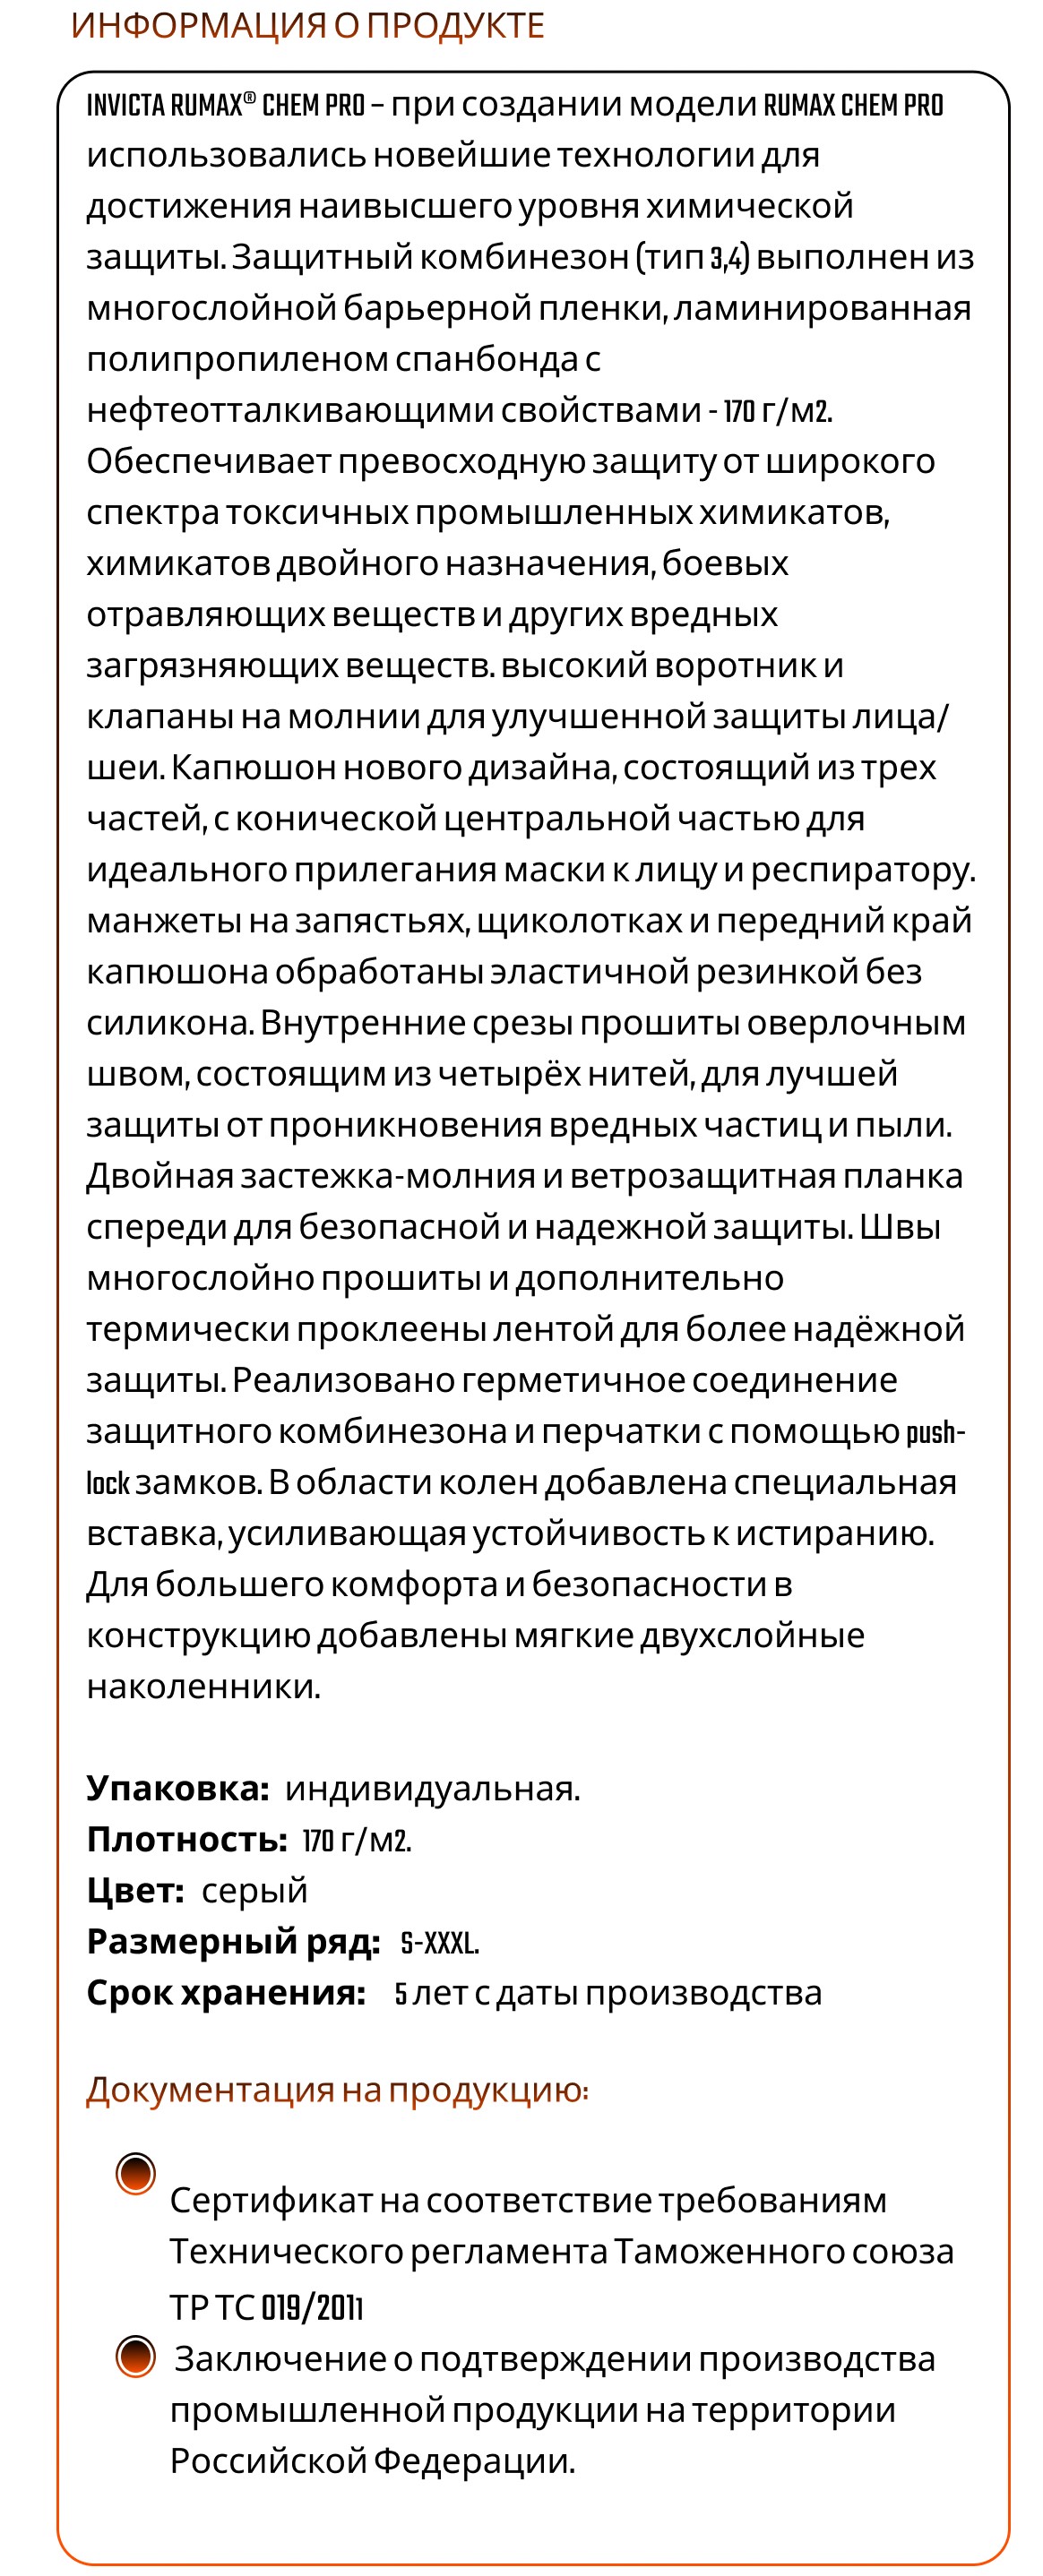 ИНФОРМАЦИЯ О ПРОДУКТЕ
INVICTA RUMAX® CHEM PRO – при создании модели RUMAX CHEM PRO
использовались новейшие технологии для
достижения наивысшего уровня химической
защиты. Защитный комбинезон (тип 3,4) выполнен из
многослойной барьерной пленки, ламинированная
полипропиленом спанбонда с
нефтеотталкивающими свойствами - 170 г/м2.
Обеспечивает превосходную защиту от широкого
спектра токсичных промышленных химикатов,
химикатов двойного назначения, боевых
отравляющих веществ и других вредных
загрязняющих веществ. высокий воротник и
клапаны на молнии для улучшенной защиты лица/
шеи. Капюшон нового дизайна, состоящий из трех
частей, с конической центральной частью для
идеального прилегания маски к лицу и респиратору.
манжеты на запястьях, щиколотках и передний край
капюшона обработаны эластичной резинкой без
силикона. Внутренние срезы прошиты оверлочным
швом, состоящим из четырёх нитей, для лучшей
защиты от проникновения вредных частиц и пыли.
Двойная застежка-молния и ветрозащитная планка
спереди для безопасной и надежной защиты. Швы
многослойно прошиты и дополнительно
термически проклеены лентой для более надёжной
защиты. Реализовано герметичное соединение
защитного комбинезона и перчатки с помощью push-
lock замков. В области колен добавлена специальная
вставка, усиливающая устойчивость к истиранию.
Для большего комфорта и безопасности в
конструкцию добавлены мягкие двухслойные
наколенники.
Упаковка: индивидуальная.
Плотность: 170 г/м2.
Цвет: серый
Размерный ряд: S-XXXL.
Срок хранения: 5 лет с даты производства
Документация на продукцию:
Сертификат на соответствие требованиям
Технического регламента Таможенного союза
ТР ТС 019/2011
Заключение о подтверждении производства
промышленной продукции на территории
Российской Федерации.